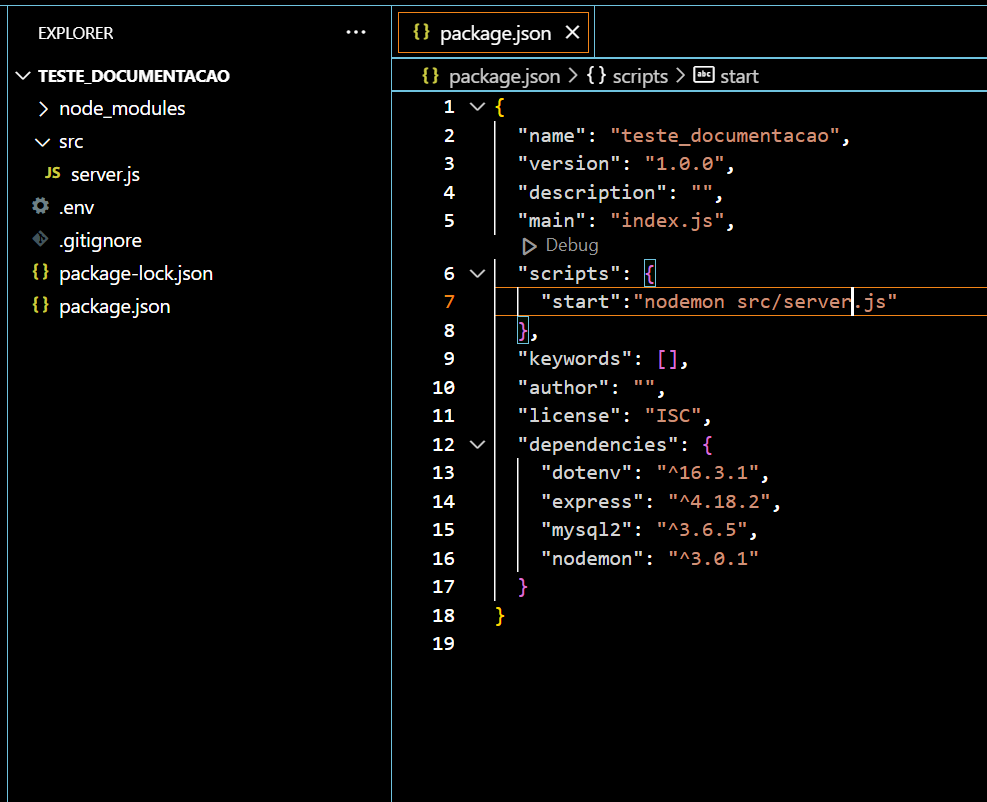 EXPLORER ···
TESTE_DOCUMENTACAO
node_modules
src
JS server.js
.env
.gitignore
{} package-lock.json
{} package.json
{} package.json ×
{} package.json > {} scripts > abc start
1 {
2 "name": "teste_documentacao",
3 "version": "1.0.0",
4 "description": "",
5 "main": "index.js",
Debug
6 "scripts": {
7 "start":"nodemon src/server.js"
8 },
9 "keywords": [],
10 "author": "",
11 "license": "ISC",
12 "dependencies": {
13 "dotenv": "^16.3.1",
14 "express": "^4.18.2",
15 "mysql2": "^3.6.5",
16 "nodemon": "^3.0.1"
17 }
18 }
19